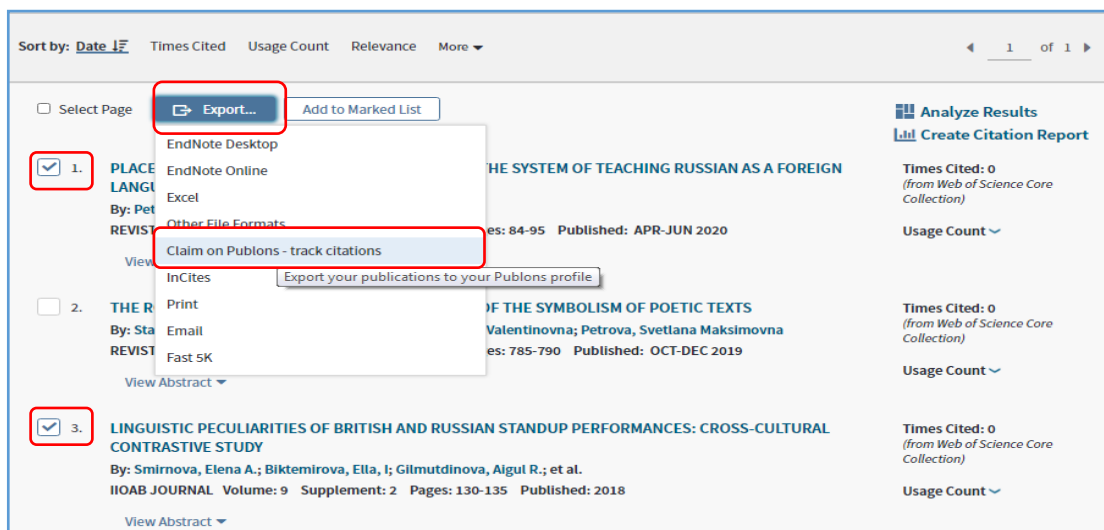 Sort by: Date Times Cited Usage Count Relevance More 1 of 1
Select Page Export... Add to Marked List
Analyze Results
Create Citation Report
EndNote Desktop
EndNote Online
Excel
Other File Formats
Claim on Publons - track citations
InCites
Export your publications to your Publons profile
Print
Email
Fast 5K
1. PLACE HE SYSTEM OF TEACHING RUSSIAN AS A FOREIGN
LANGU
By: Pet
REVIST es: 84-95 Published: APR-JUN 2020
View
Times Cited: 0
(from Web of Science Core
Collection)
Usage Count
2. THE R OF THE SYMBOLISM OF POETIC TEXTS
By: Sta Valentinovna; Petrova, Svetlana Maksimovna
REVIST es: 785-790 Published: OCT-DEC 2019
View Abstract
Times Cited: 0
(from Web of Science Core
Collection)
Usage Count
3. LINGUISTIC PECULIARITIES OF BRITISH AND RUSSIAN STANDUP PERFORMANCES: CROSS-CULTURAL
CONTRASTIVE STUDY
By: Smirnova, Elena A.; Biktemirova, Ella, I; Gilmutdinova, Aigul R.; et al.
IIOAB JOURNAL Volume: 9 Supplement: 2 Pages: 130-135 Published: 2018
View Abstract
Times Cited: 0
(from Web of Science Core
Collection)
Usage Count